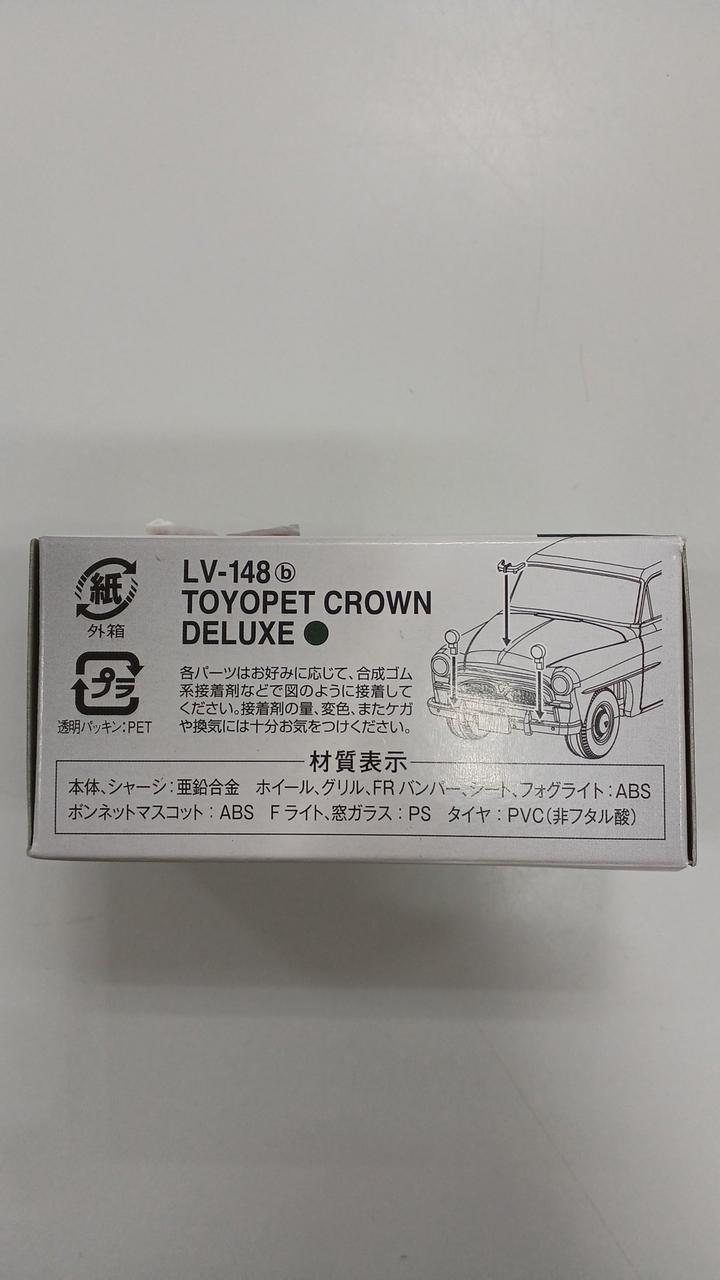 紙
外箱
プラ
透明パッキン:PET
LV-148ⓑ
TOYOPET CROWN
DELUXE
各パーツはお好みに応じて、合成ゴム
系接着剤などで図のように接着して
ください。接着剤の量、変色、またケガ
や換気には十分お気をつけください。
材質表示
本体、シャーシ:亜鉛合金 ホイール、グリル、FRバンパー、シート、フォグライト:ABS
ボンネットマスコット:ABS Fライト、窓ガラス:PS タイヤ:PVC(非フタル酸)